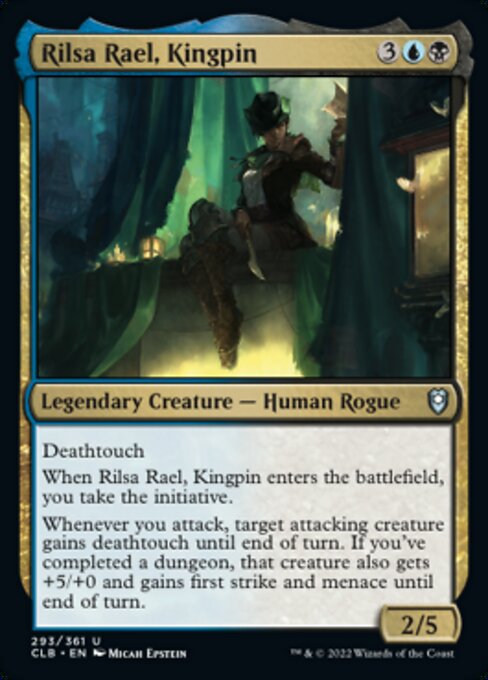 Rilsa Rael, Kingpin 3
Legendary Creature — Human Rogue
Deathtouch
When Rilsa Rael, Kingpin enters the battlefield,
you take the initiative.
Whenever you attack, target attacking creature
gains deathtouch until end of turn. If you've
completed a dungeon, that creature also gets
+5/+0 and gains first strike and menace until
end of turn.
2/5
293/361 U
CLB • EN Micah Epstein ™ & © 2022 Wizards of the Coast